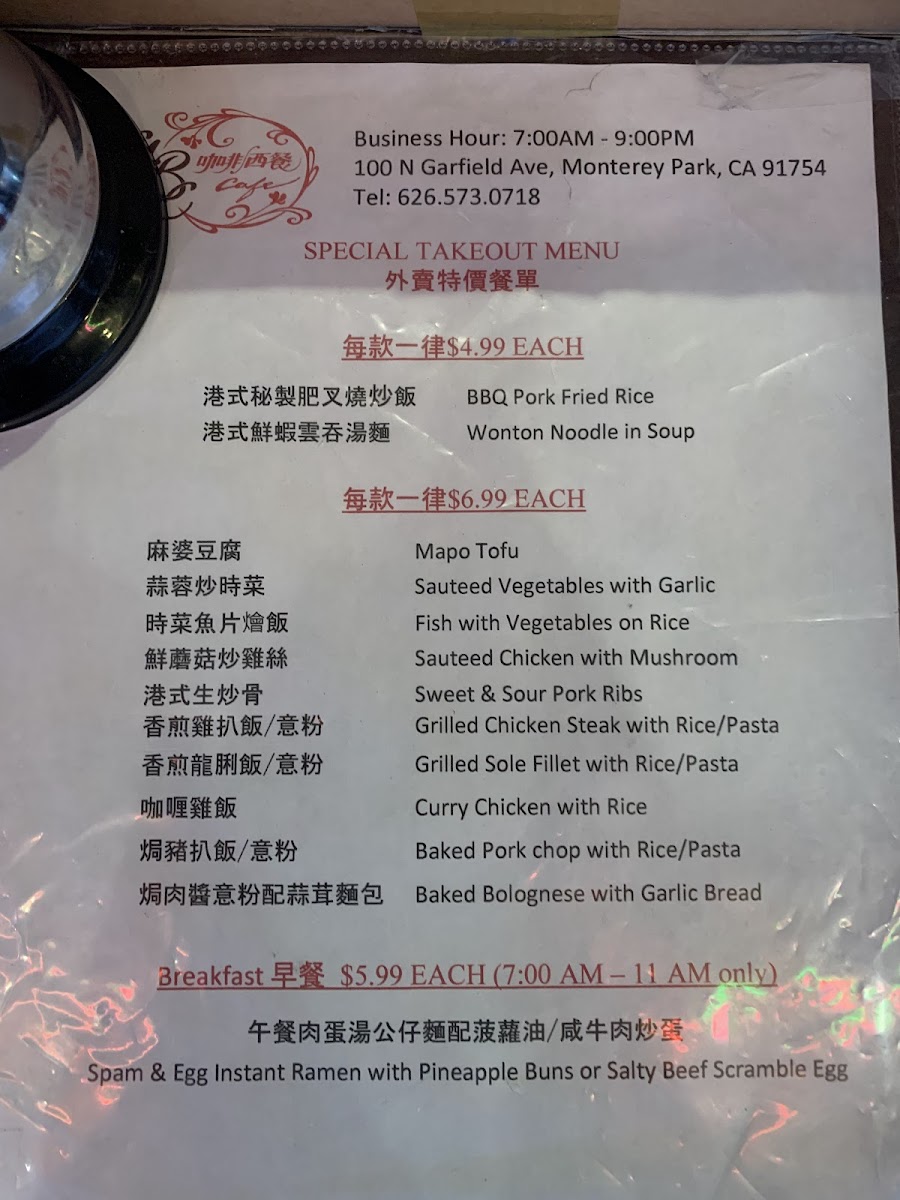 咖啡西餐
Cafe
Business Hour: 7:00AM - 9:00PM
100 N Garfield Ave, Monterey Park, CA 91754
Tel: 626.573.0718
SPECIAL TAKEOUT MENU
外賣特價餐單
每款一律$4.99 EACH
港式秘製肥叉燒炒飯 BBQ Pork Fried Rice
港式鮮蝦雲吞湯麵 Wonton Noodle in Soup
每款一律$6.99 EACH
麻婆豆腐 Mapo Tofu
蒜蓉炒時菜 Sauteed Vegetables with Garlic
時菜魚片燴飯 Fish with Vegetables on Rice
鮮蘑菇炒雞絲 Sauteed Chicken with Mushroom
港式生炒骨 Sweet & Sour Pork Ribs
香煎雞扒飯/意粉 Grilled Chicken Steak with Rice/Pasta
香煎龍脷飯/意粉 Grilled Sole Fillet with Rice/Pasta
咖喱雞飯 Curry Chicken with Rice
焗豬扒飯/意粉 Baked Pork chop with Rice/Pasta
焗肉醬意粉配蒜茸麵包 Baked Bolognese with Garlic Bread
Breakfast 早餐 $5.99 EACH (7:00 AM – 11 AM only)
午餐肉蛋湯公仔麵配菠蘿油/咸牛肉炒蛋
Spam & Egg Instant Ramen with Pineapple Buns or Salty Beef Scramble Egg